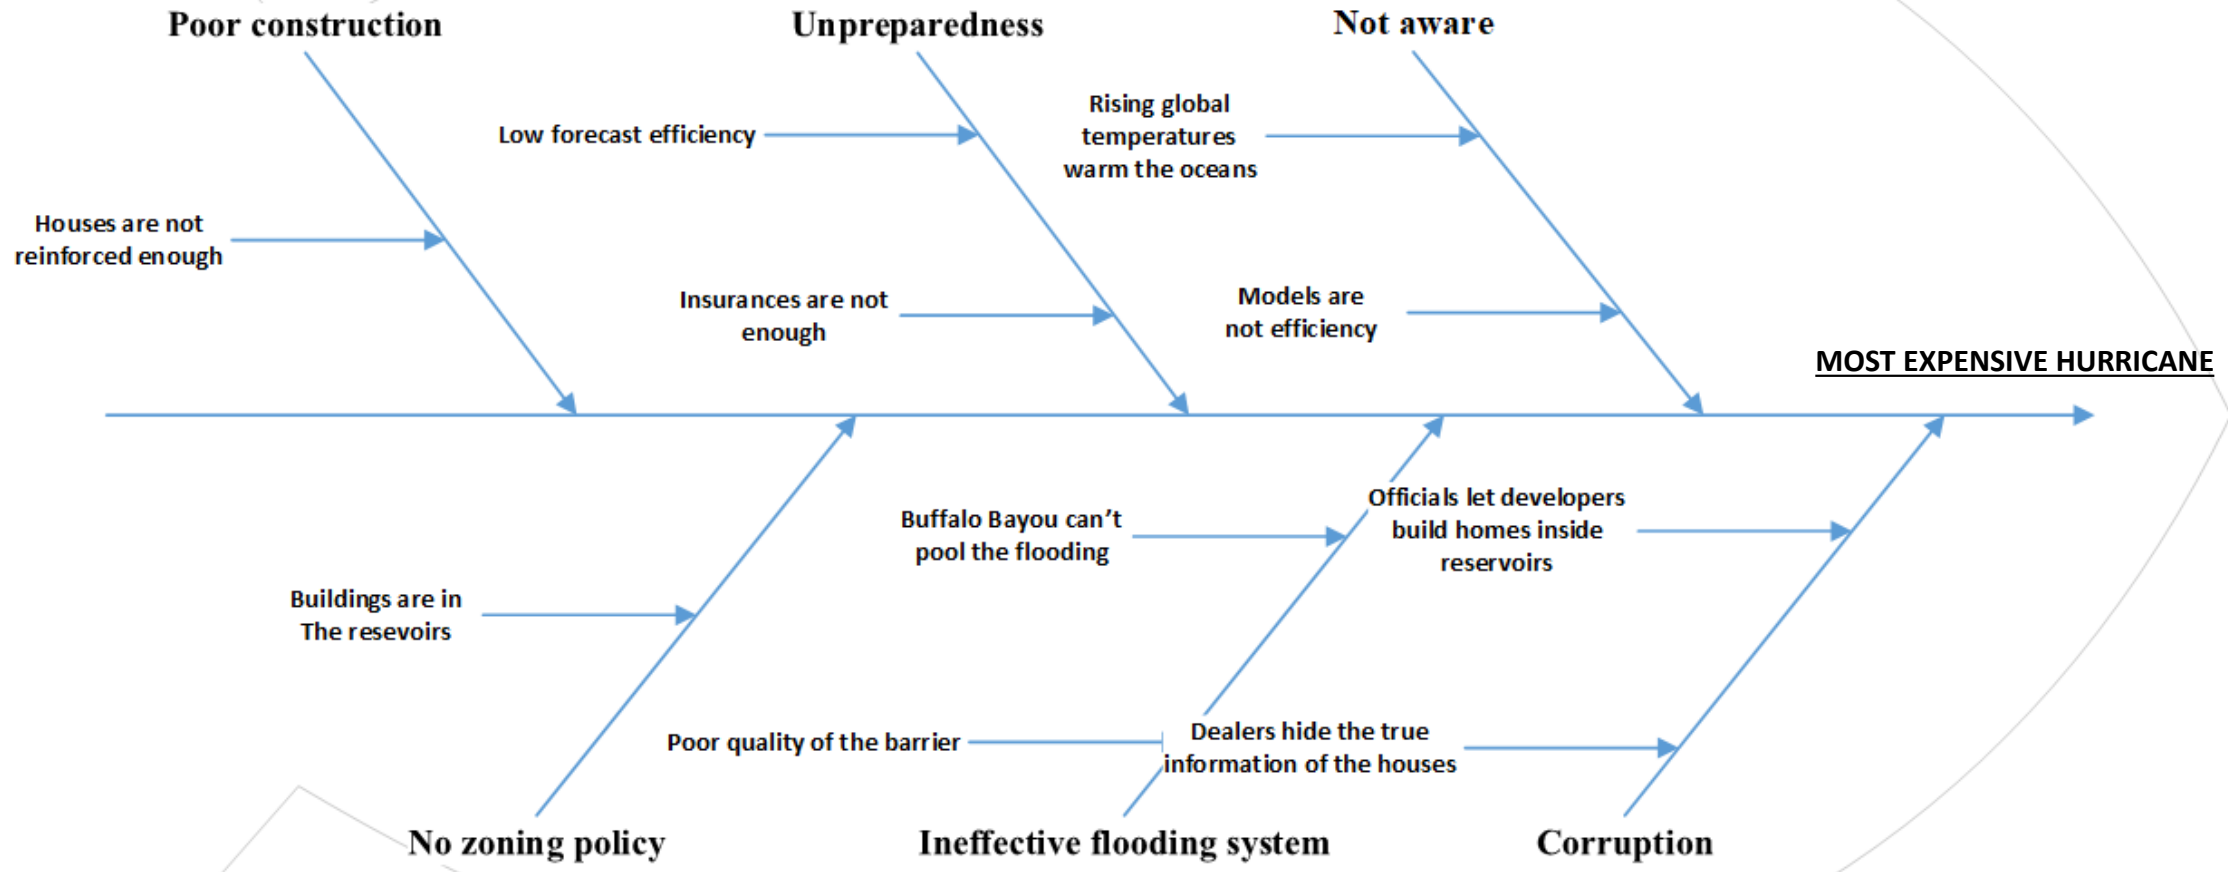 Poor construction
Unpreparedness
Not aware
Low forecast efficiency
Rising global
temperatures
warm the oceans
Houses are not
reinforced enough
Insurances are not
enough
Models are
not efficiency
MOST EXPENSIVE HURRICANE
Buffalo Bayou can’t
pool the flooding
Officials let developers
build homes inside
reservoirs
Buildings are in
The resevoirs
Poor quality of the barrier
Dealers hide the true
information of the houses
No zoning policy
Ineffective flooding system
Corruption